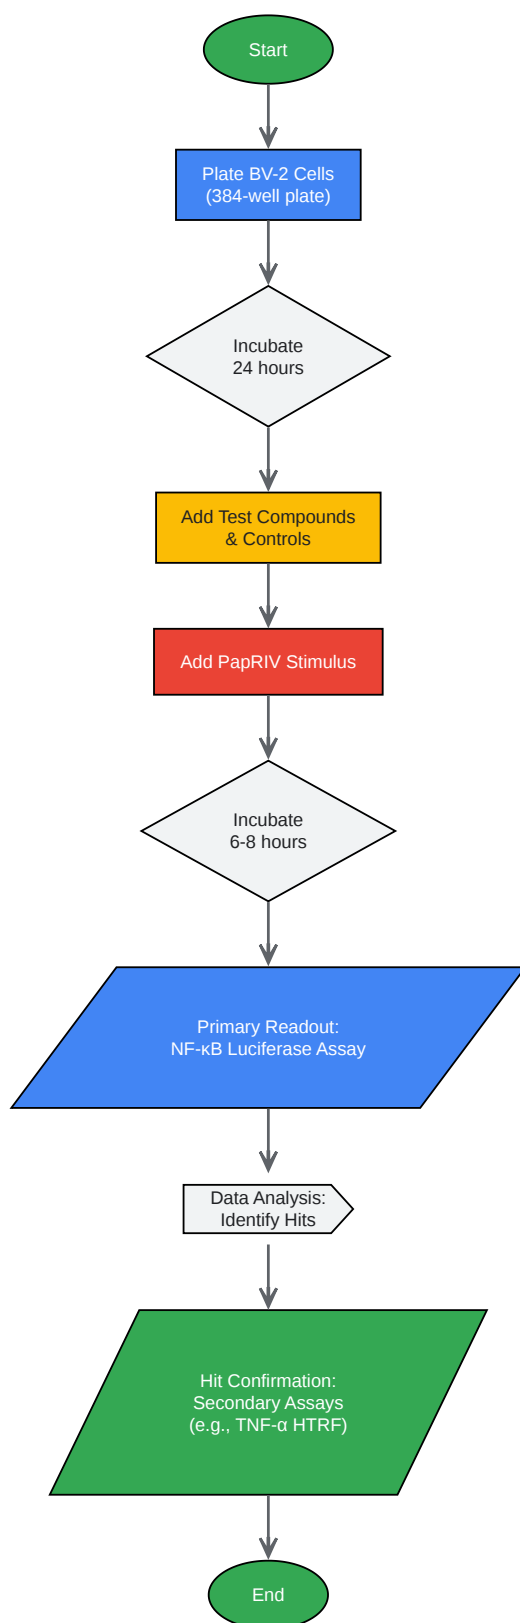 Start
Plate BV-2 Cells
(384-well plate)
Incubate
24 hours
Add Test Compounds
& Controls
Add PapRIV Stimulus
Incubate
6-8 hours
Primary Readout:
NF-κB Luciferase Assay
Data Analysis:
Identify Hits
Hit Confirmation:
Secondary Assays
(e.g., TNF-α HTRF)
End